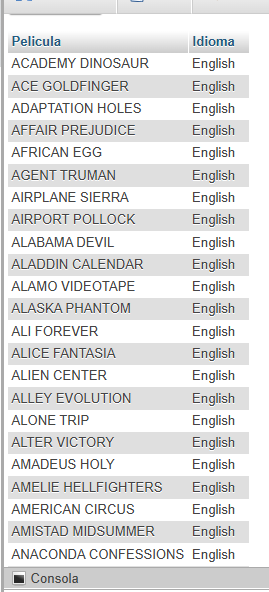 Pelicula Idioma
ACADEMY DINOSAUR English
ACE GOLDFINGER English
ADAPTATION HOLES English
AFFAIR PREJUDICE English
AFRICAN EGG English
AGENT TRUMAN English
AIRPLANE SIERRA English
AIRPORT POLLOCK English
ALABAMA DEVIL English
ALADDIN CALENDAR English
ALAMO VIDEOTAPE English
ALASKA PHANTOM English
ALI FOREVER English
ALICE FANTASIA English
ALIEN CENTER English
ALLEY EVOLUTION English
ALONE TRIP English
ALTER VICTORY English
AMADEUS HOLY English
AMELIE HELLFIGHTERS English
AMERICAN CIRCUS English
AMISTAD MIDSUMMER English
ANACONDA CONFESSIONS English
Consola